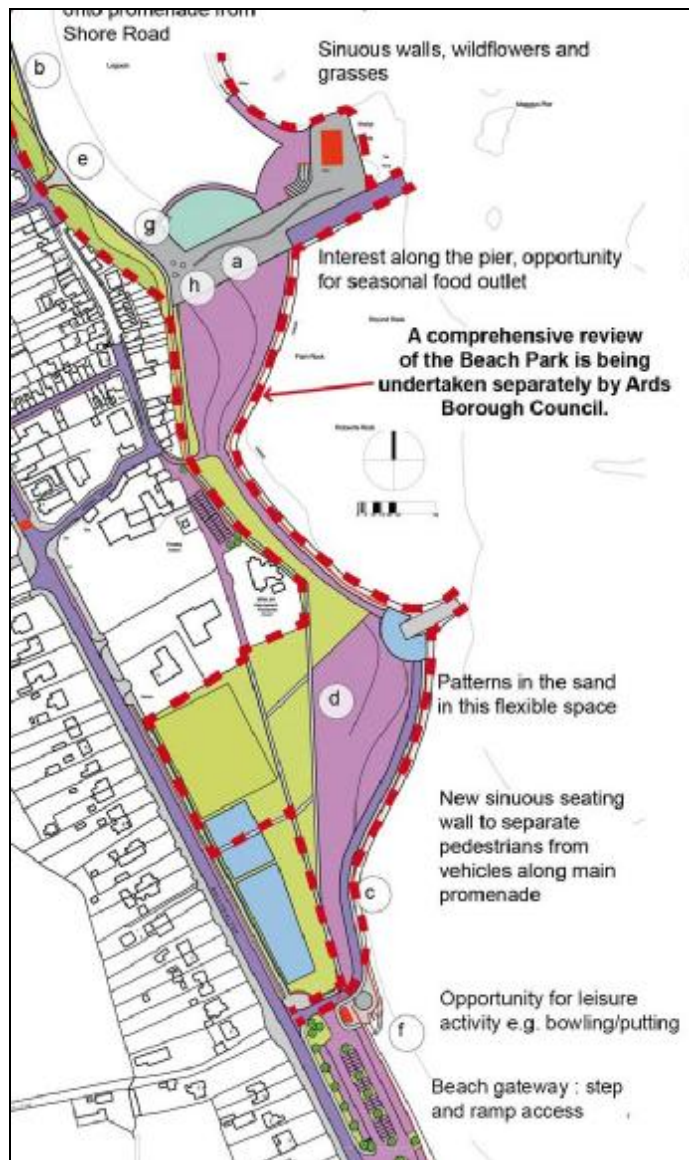 onto promenade from
Shore Road
Sinuous walls, wildflowers and
grasses
b
Lagoon
e
g
a
h
Interest along the pier, opportunity
for seasonal food outlet
A comprehensive review
of the Beach Park is being
undertaken separately by Ards
Borough Council.
d
Patterns in the sand
in this flexible space
New sinuous seating
wall to separate
pedestrians from
vehicles along main
promenade
c
Opportunity for leisure
activity e.g. bowling/putting
f
Beach gateway : step
and ramp access